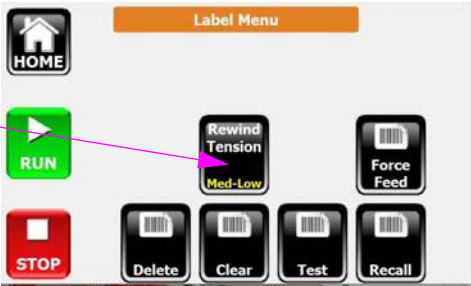 Label Menu
HOME
RUN
Rewind
Tension
Med-Low
Force
Feed
STOP
Delete
Clear
Test
Recall